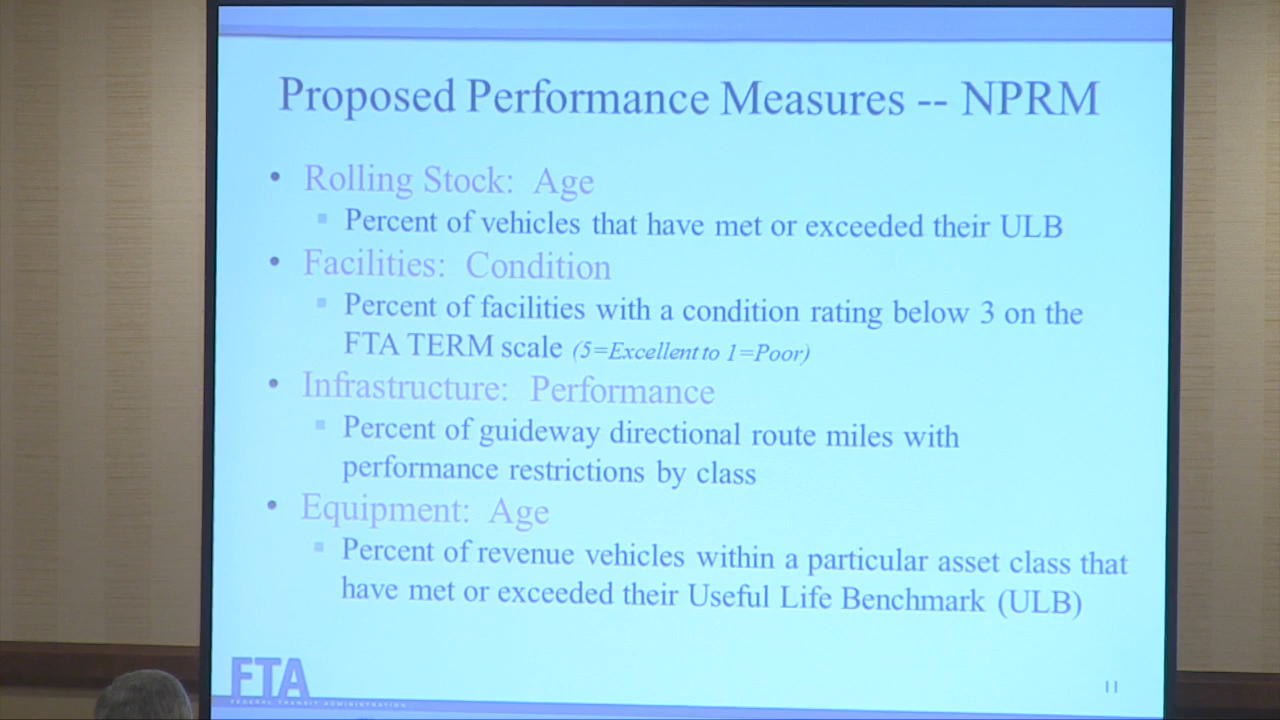 Proposed Performance Measures -- NPRM
• Rolling Stock: Age
▪ Percent of vehicles that have met or exceeded their ULB
• Facilities: Condition
▪ Percent of facilities with a condition rating below 3 on the
FTA TERM scale (5=Excellent to 1=Poor)
• Infrastructure: Performance
▪ Percent of guideway directional route miles with
performance restrictions by class
• Equipment: Age
▪ Percent of revenue vehicles within a particular asset class that
have met or exceeded their Useful Life Benchmark (ULB)
FTA
FEDERAL TRANSIT ADMINISTRATION
11